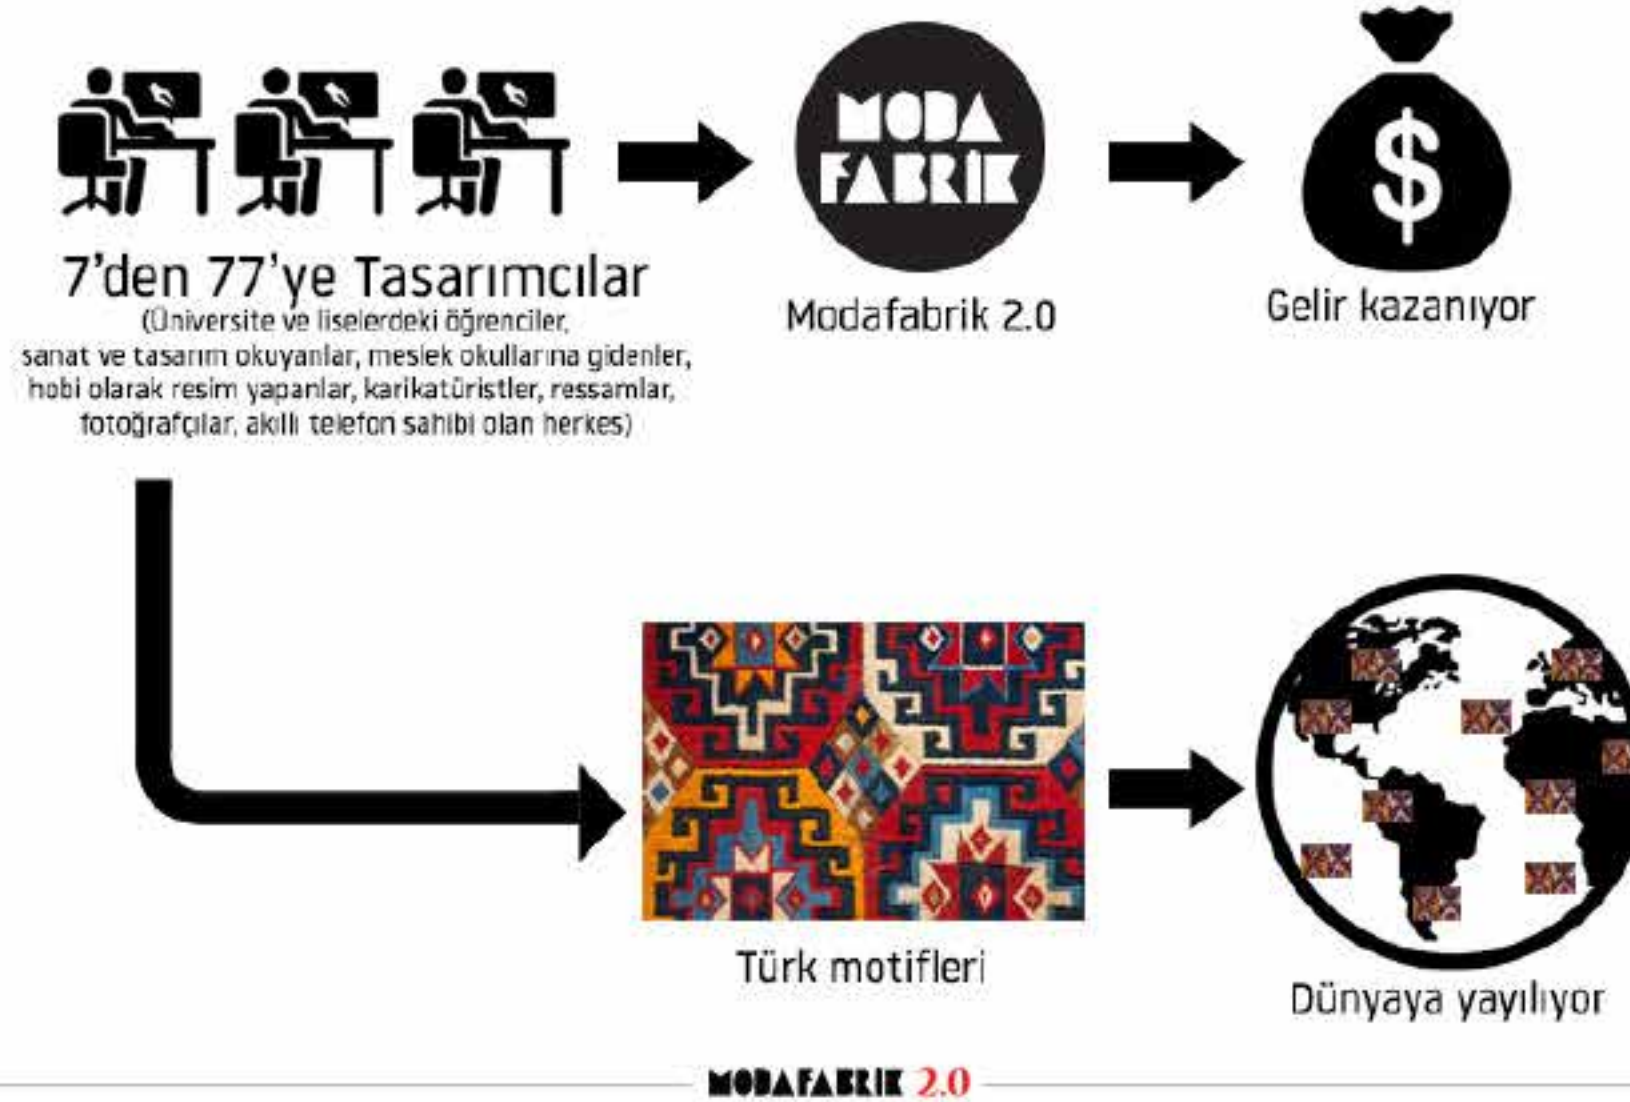 MODA
FABRİK
$
7'den 77'ye Tasarımcılar
(Üniversite ve liselerdeki öğrenciler,
sanat ve tasarım okuyanlar, meslek okullarına gidenler,
hobi olarak resim yapanlar, karikatüristler, ressamlar,
fotoğrafçılar, akıllı telefon sahibi olan herkes)
Modafabrik 2.0
Gelir kazanıyor
Türk motifleri
Dünyaya yayılıyor
MODAFABRIK 2.0